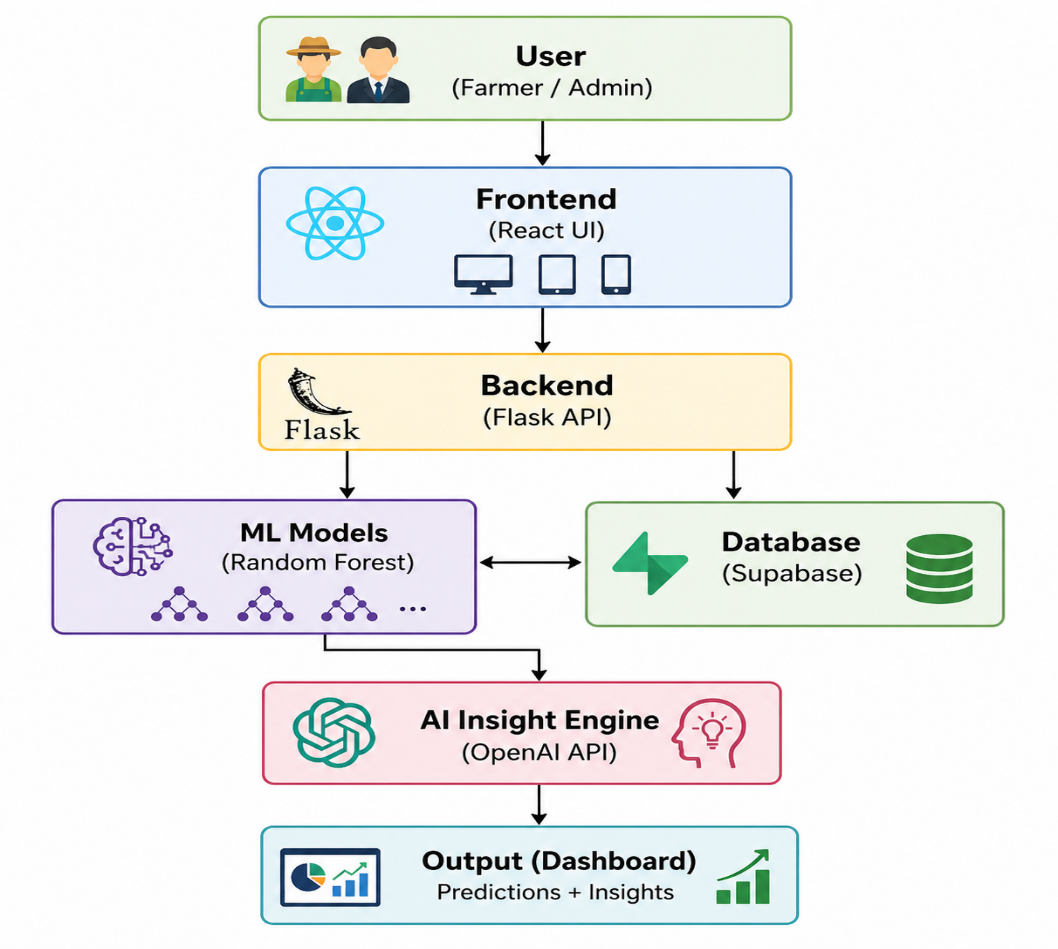 User
(Farmer / Admin)
Frontend
(React UI)
Backend
(Flask API)
Flask
ML Models
(Random Forest)
...
Database
(Supabase)
AI Insight Engine
(OpenAI API)
Output (Dashboard)
Predictions + Insights